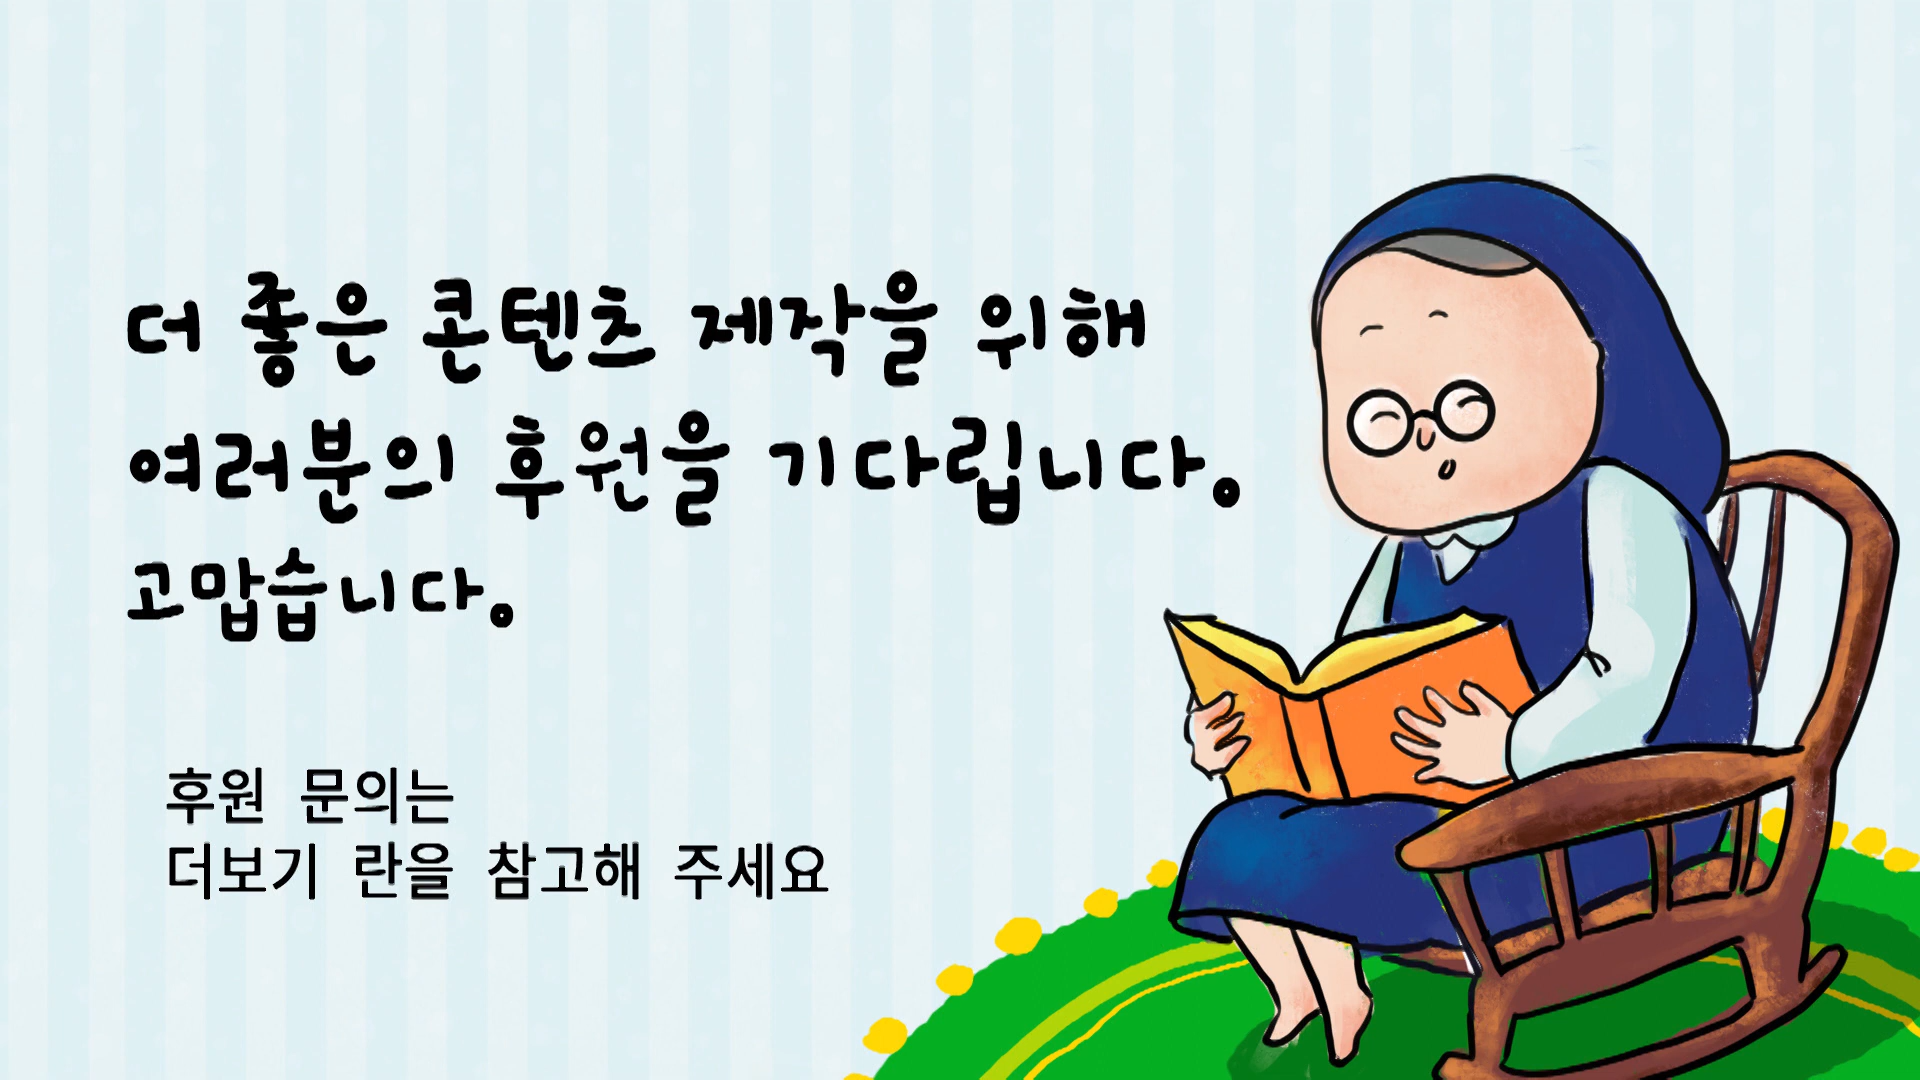 더 좋은 콘텐츠 제작을 위해
여러분의 후원을 기다립니다.
고맙습니다.
후원 문의는
더보기 란을 참고해 주세요